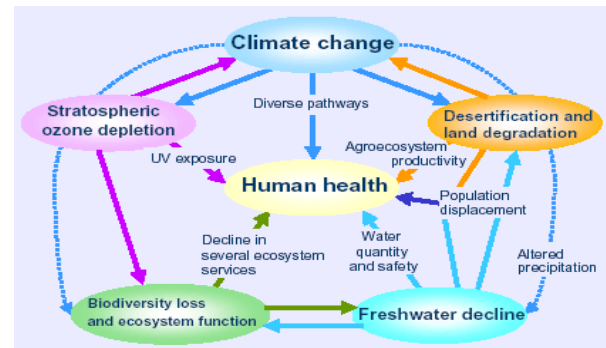 Climate change
Stratospheric
ozone depletion
Diverse pathways
Desertification and
land degradation
UV exposure
Agroecosystem
productivity
Human health
Population
displacement
Decline in
several ecosystem
services
Water
quantity
and safety
Altered
precipitation
Biodiversity loss
and ecosystem function
Freshwater decline